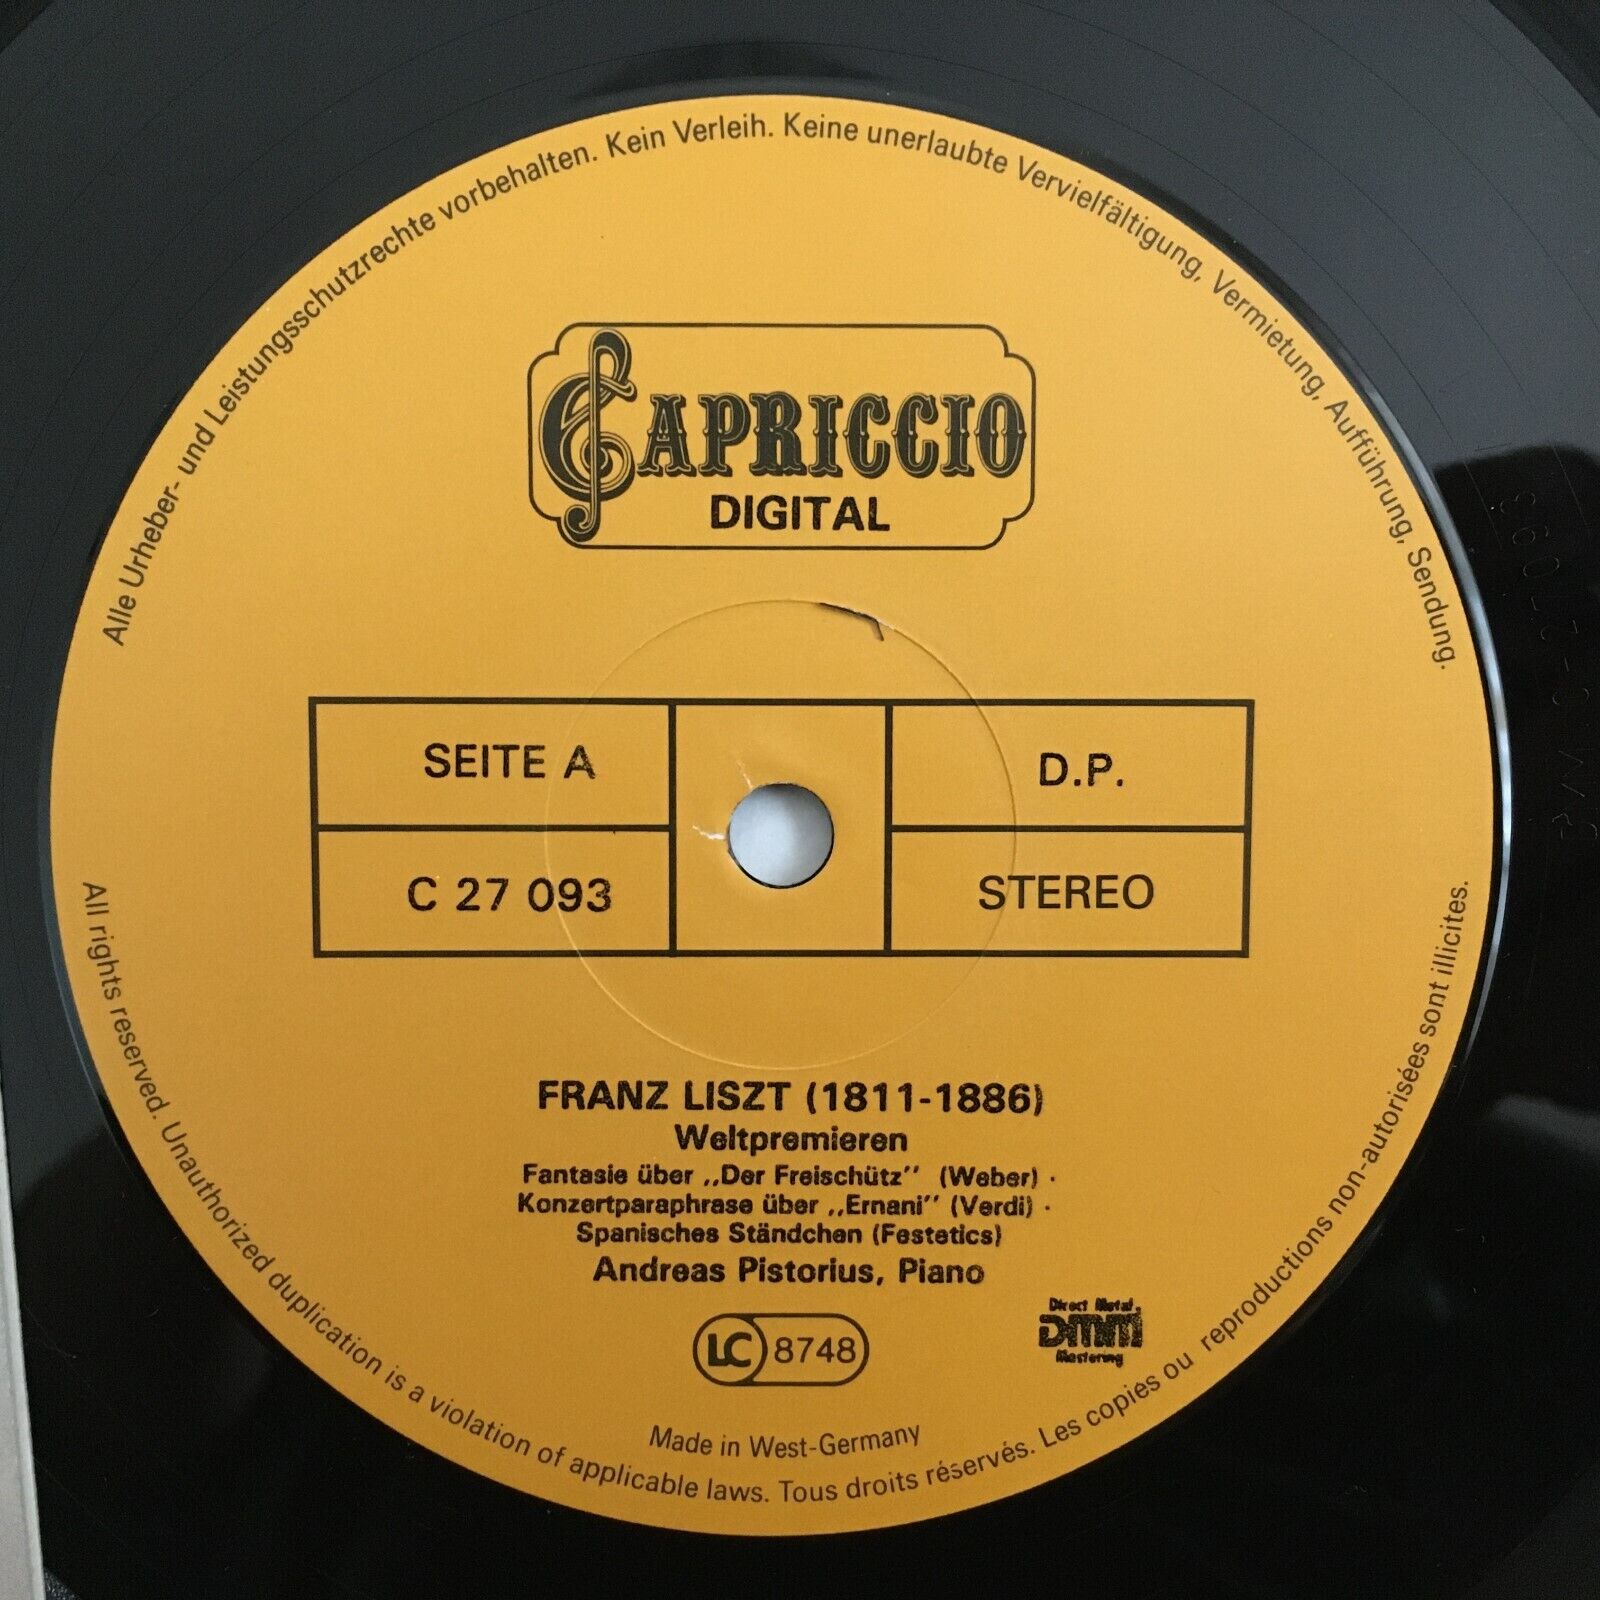 Alle Urheber- und Leistungsschutzrechte vorbehalten. Kein Verleih. Keine unerlaubte Vervielfältigung, Vermietung, Aufführung, Sendung.
CAPRICCIO
DIGITAL
SEITE A
D.P.
C 27 093
STEREO
FRANZ LISZT (1811-1886)
Weltpremieren
Fantasie über ,,Der Freischütz'' (Weber) ·
Konzertparaphrase über ,,Ernani'' (Verdi) ·
Spanisches Ständchen (Festetics)
Andreas Pistorius, Piano
LC 8748
Direct Metal
DMM
Mastering
Made in West-Germany
All rights reserved. Unauthorized duplication is a violation of applicable laws. Tous droits réservés. Les copies ou reproductions non-autorisées sont illicites.